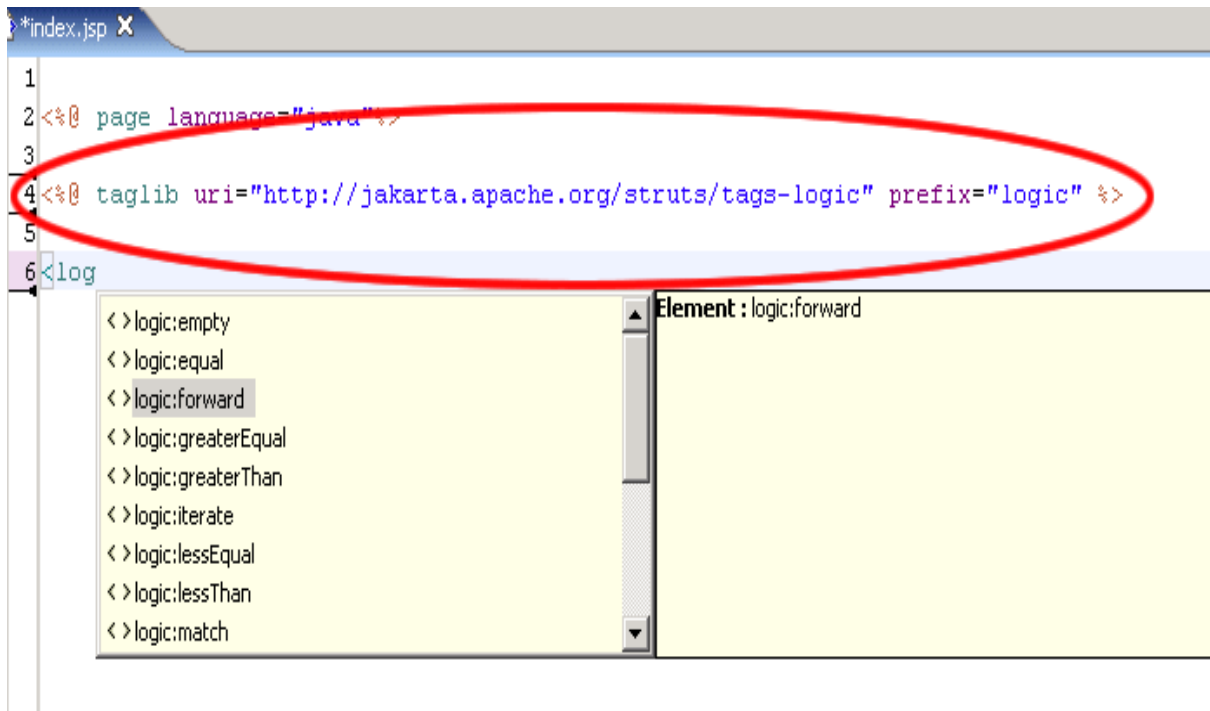 *index.jsp X
1
2 <%@ page language="java"%>
3
4 <%@ taglib uri="http://jakarta.apache.org/struts/tags-logic" prefix="logic" %>
5
6 <log
< > logic:empty
< > logic:equal
< > logic:forward
< > logic:greaterEqual
< > logic:greaterThan
< > logic:iterate
< > logic:lessEqual
< > logic:lessThan
< > logic:match
Element : logic:forward